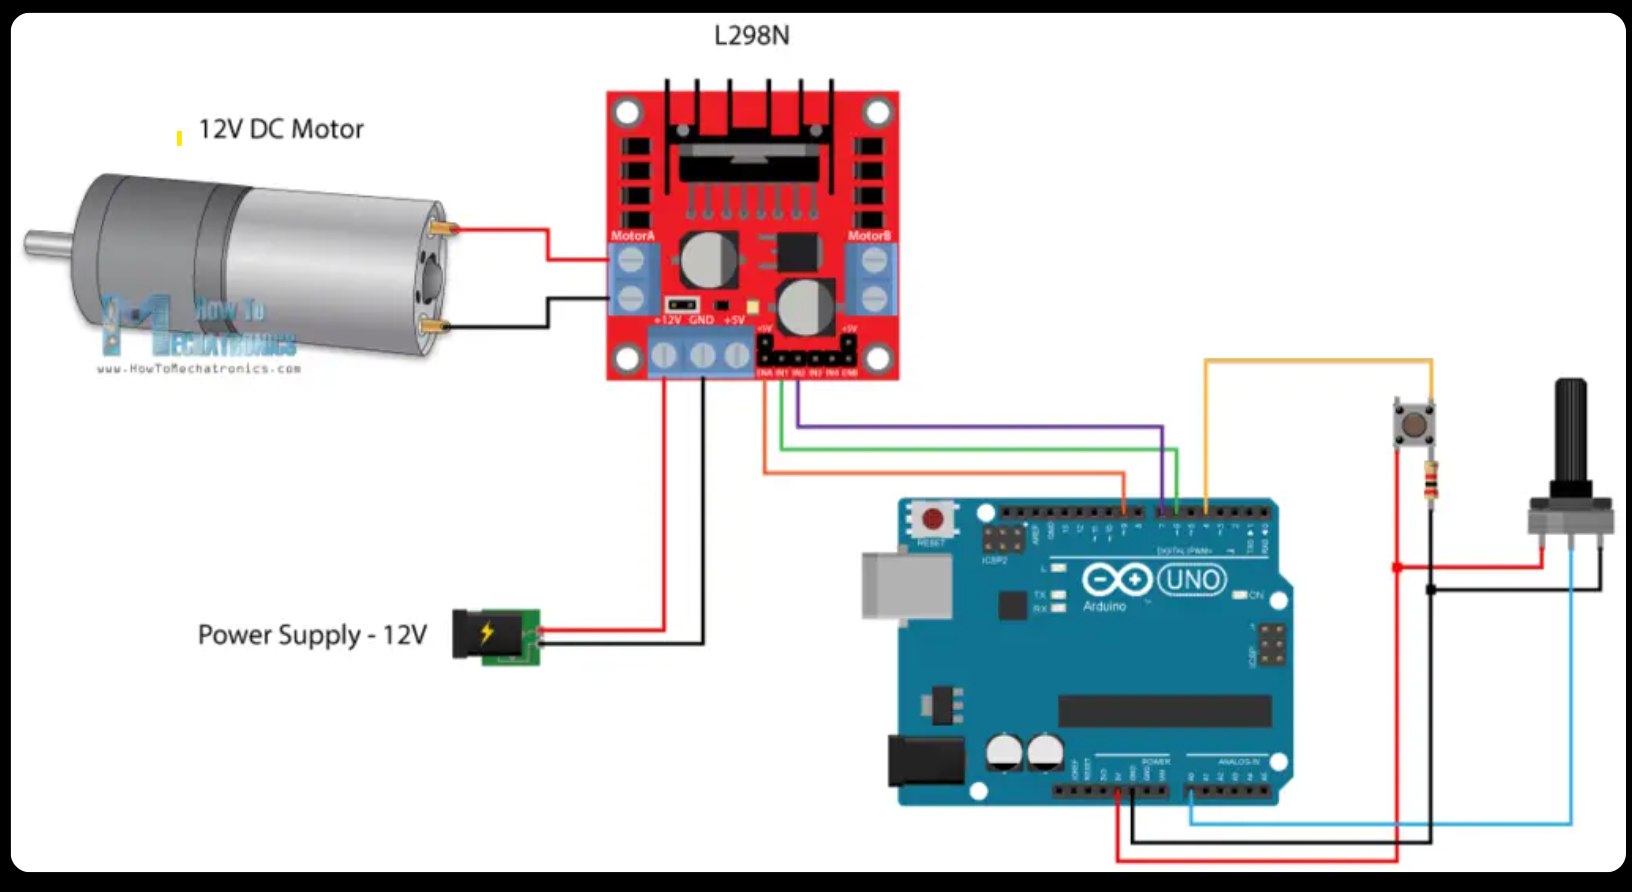 L298N
12V DC Motor
MotorA
MotorB
+12V GND +5V
+5V
+5V
ENA IN1 IN2 IN3 IN4 ENB
How To
MECHATRONICS
www.HowToMechatronics.com
Power Supply - 12V
RESET
ICSP2
AREF
GND
13
12
~11
~10
~9
8
7
~6
~5
4
~3
2
TX0 ▶ 1
RX0 ◀ 0
DIGITAL (PWM~)
L
TX
RX
UNO
Arduino
ON
ICSP
1
POWER
ANALOG IN
IOREF
RESET
3V3
5V
GND
GND
VIN
A0
A1
A2
A3
A4
A5